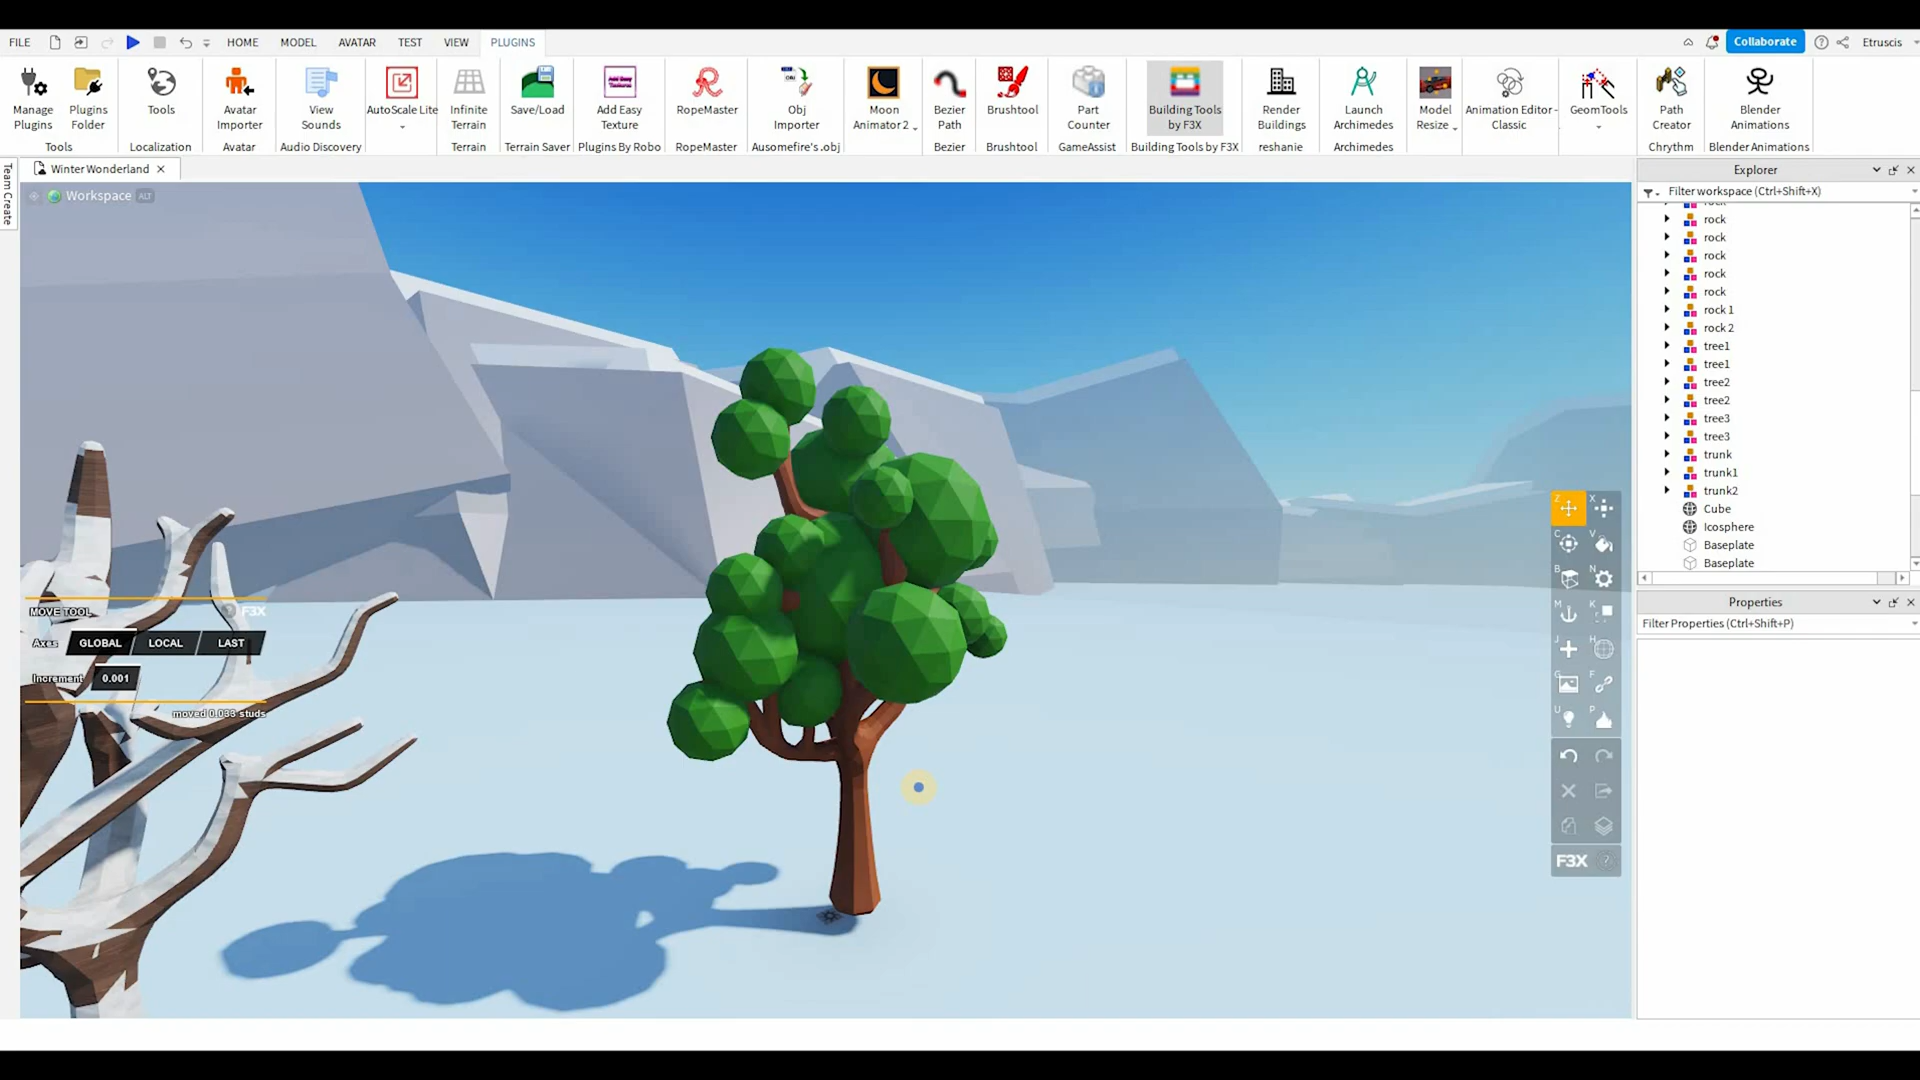 FILE HOME MODEL AVATAR TEST VIEW PLUGINS Collaborate Etruscis
Manage Plugins
Plugins Folder
Tools
Tools
Localization
Avatar Importer
Avatar
View Sounds
Audio Discovery
AutoScale Lite
Infinite Terrain
Terrain
Save/Load
Terrain Saver
Add Easy Textures
Add Easy Texture
Plugins By Robo
RopeMaster
RopeMaster
OBJ
Obj Importer
Ausomefire's .obj
Moon Animator 2
Bezier Path
Bezier
Brushtool
Brushtool
Part Counter
GameAssist
Building Tools by F3X
Building Tools by F3X
Render Buildings
reshanie
Launch Archimedes
Archimedes
Model Resize
Animation Editor - Classic
GeomTools
Path Creator
Chrythm
Blender Animations
Blender Animations
Team Create
Winter Wonderland
Workspace ALT
MOVE TOOL ? F3X
Axes GLOBAL LOCAL LAST
Increment 0.001
moved 0.033 studs
Z X
C V
B N
M K
J H
G F
U P
F3X ?
Explorer
Filter workspace (Ctrl+Shift+X)
rock
rock
rock
rock
rock
rock
rock 1
rock 2
tree1
tree1
tree2
tree2
tree3
tree3
trunk
trunk1
trunk2
Cube
Icosphere
Baseplate
Baseplate
Properties
Filter Properties (Ctrl+Shift+P)